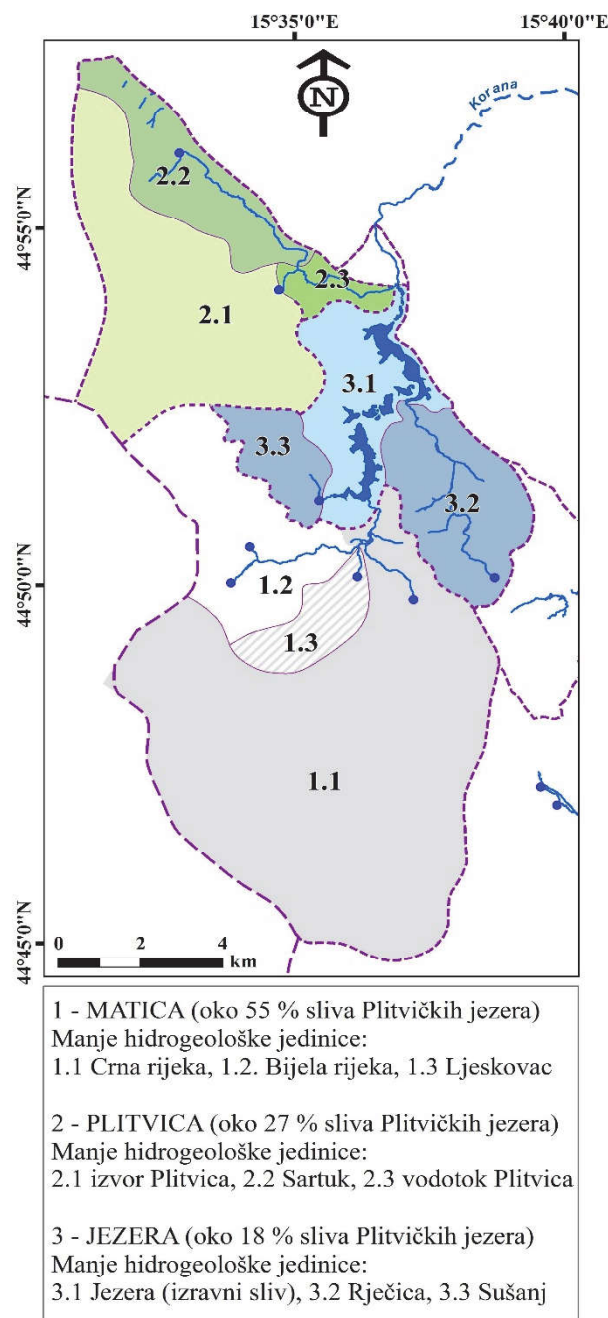 15°35'0"E
15°40'0"E
N
Korana
44°55'0"N
2.2
2.3
2.1
3.1
3.3
3.2
44°50'0"N
1.2
1.3
1.1
44°45'0"N
0 2 4
km
1 - MATICA (oko 55 % sliva Plitvičkih jezera)
Manje hidrogeološke jedinice:
1.1 Crna rijeka, 1.2. Bijela rijeka, 1.3 Ljeskovac
2 - PLITVICA (oko 27 % sliva Plitvičkih jezera)
Manje hidrogeološke jedinice:
2.1 izvor Plitvica, 2.2 Sartuk, 2.3 vodotok Plitvica
3 - JEZERA (oko 18 % sliva Plitvičkih jezera)
Manje hidrogeološke jedinice:
3.1 Jezera (izravni sliv), 3.2 Rječica, 3.3 Sušanj